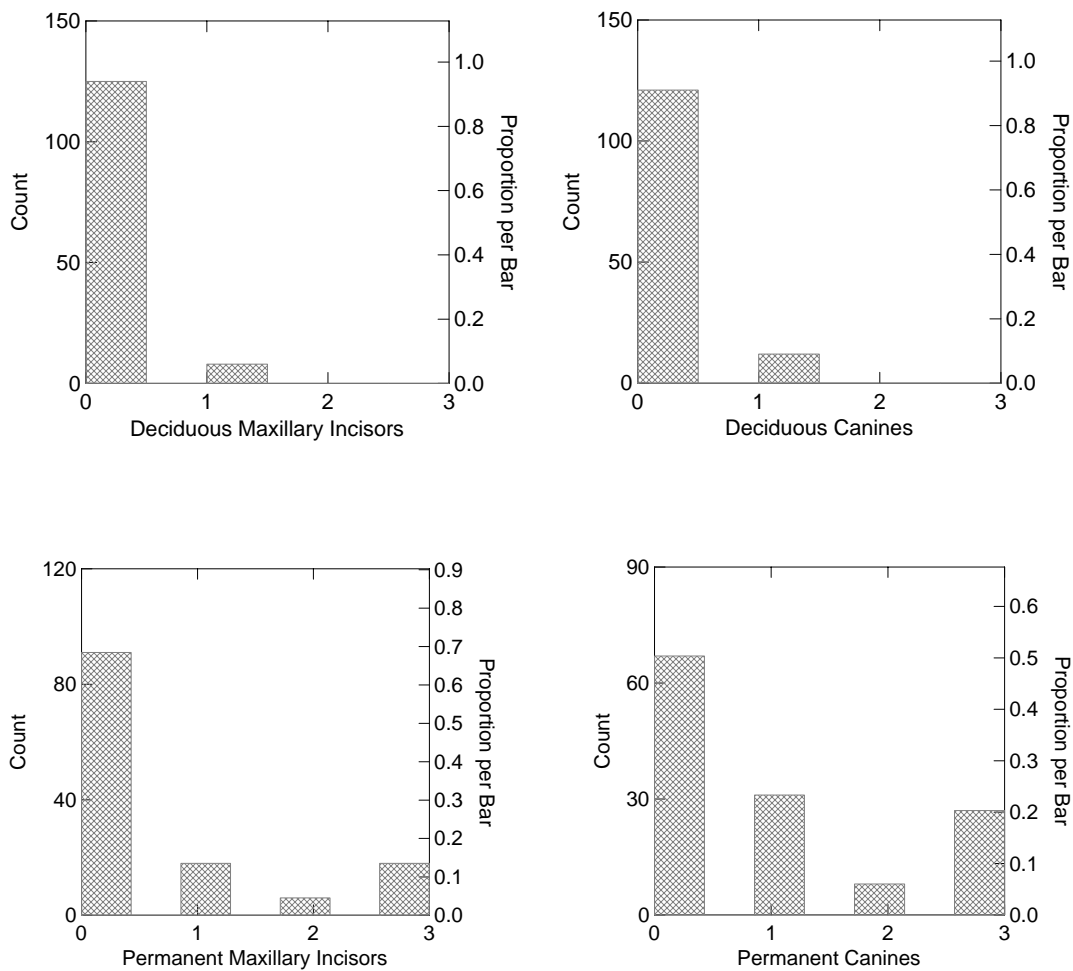 150
100
50
0
Count
1.0
0.8
0.6
0.4
0.2
0.0
Proportion per Bar
0 1 2 3
Deciduous Maxillary Incisors
150
100
50
0
Count
1.0
0.8
0.6
0.4
0.2
0.0
Proportion per Bar
0 1 2 3
Deciduous Canines
120
80
40
0
Count
0.9
0.8
0.7
0.6
0.5
0.4
0.3
0.2
0.1
0.0
Proportion per Bar
0 1 2 3
Permanent Maxillary Incisors
90
60
30
0
Count
0.6
0.5
0.4
0.3
0.2
0.1
0.0
Proportion per Bar
0 1 2 3
Permanent Canines